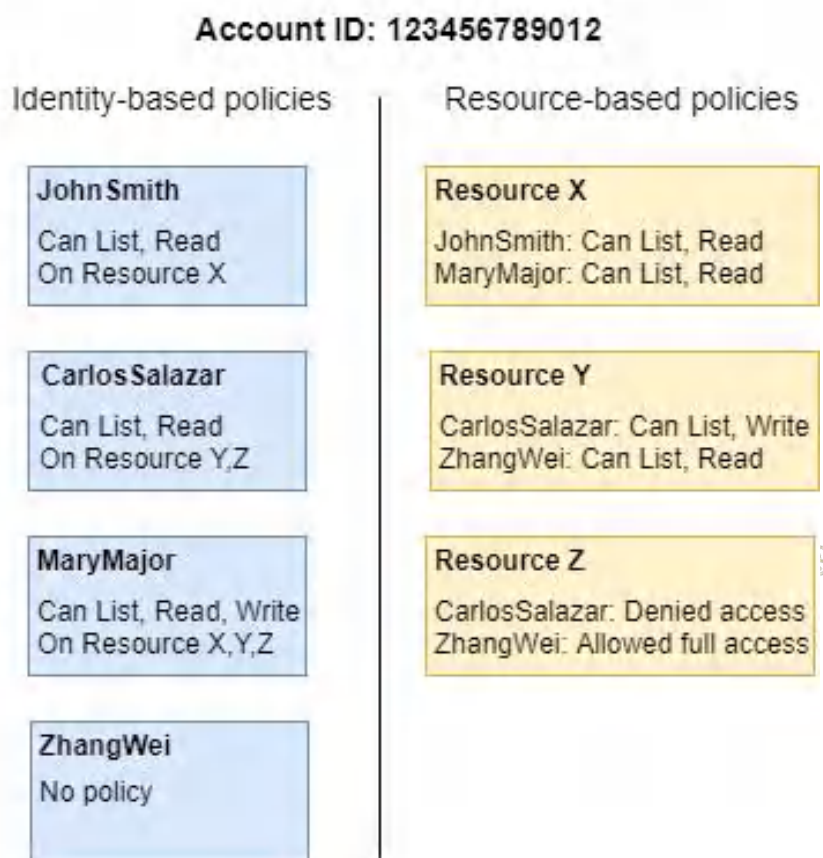 Account ID: 123456789012
Identity-based policies
Resource-based policies
JohnSmith
Can List, Read
On Resource X
CarlosSalazar
Can List, Read
On Resource Y,Z
MaryMajor
Can List, Read, Write
On Resource X,Y,Z
ZhangWei
No policy
Resource X
JohnSmith: Can List, Read
MaryMajor: Can List, Read
Resource Y
CarlosSalazar: Can List, Write
ZhangWei: Can List, Read
Resource Z
CarlosSalazar: Denied access
ZhangWei: Allowed full access